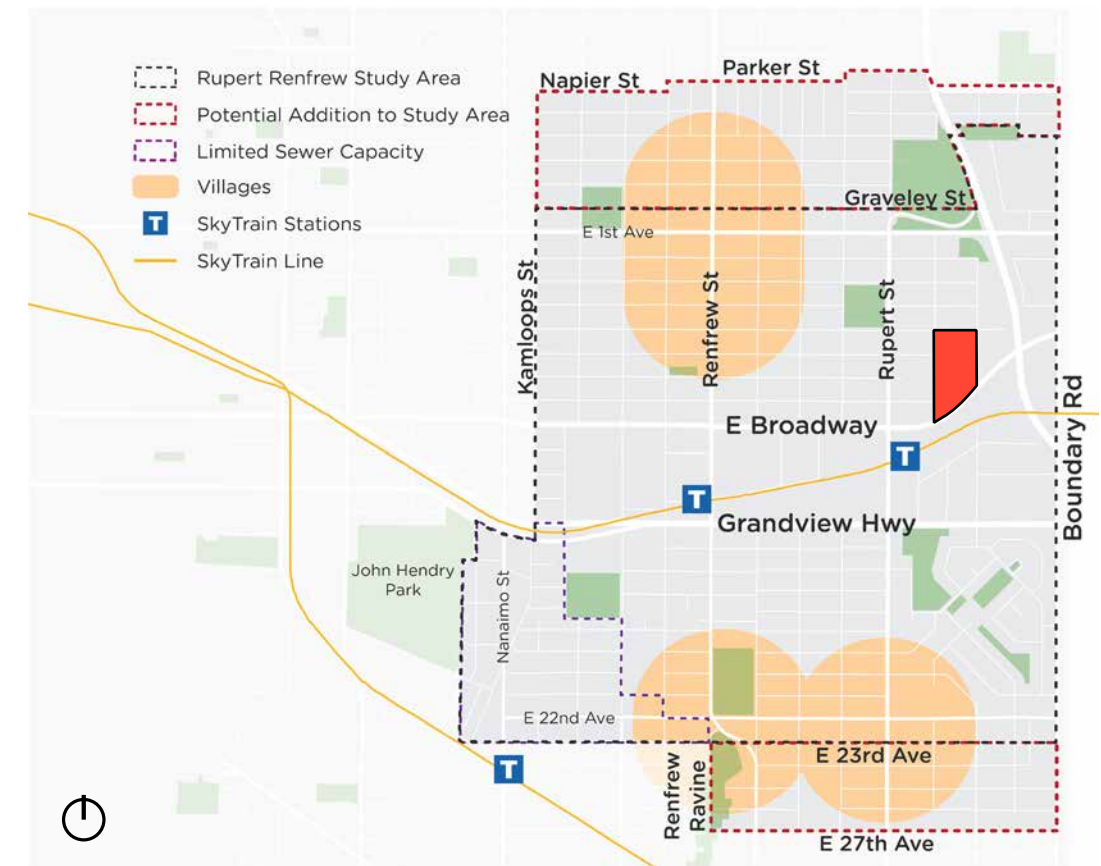 Rupert Renfrew Study Area
Potential Addition to Study Area
Limited Sewer Capacity
Villages
T SkyTrain Stations
SkyTrain Line
Napier St
Parker St
Graveley St
E 1st Ave
Kamloops St
Renfrew St
Rupert St
Boundary Rd
E Broadway
T
T
Grandview Hwy
John Hendry
Park
Nanaimo St
E 22nd Ave
T
Renfrew
Ravine
E 23rd Ave
E 27th Ave